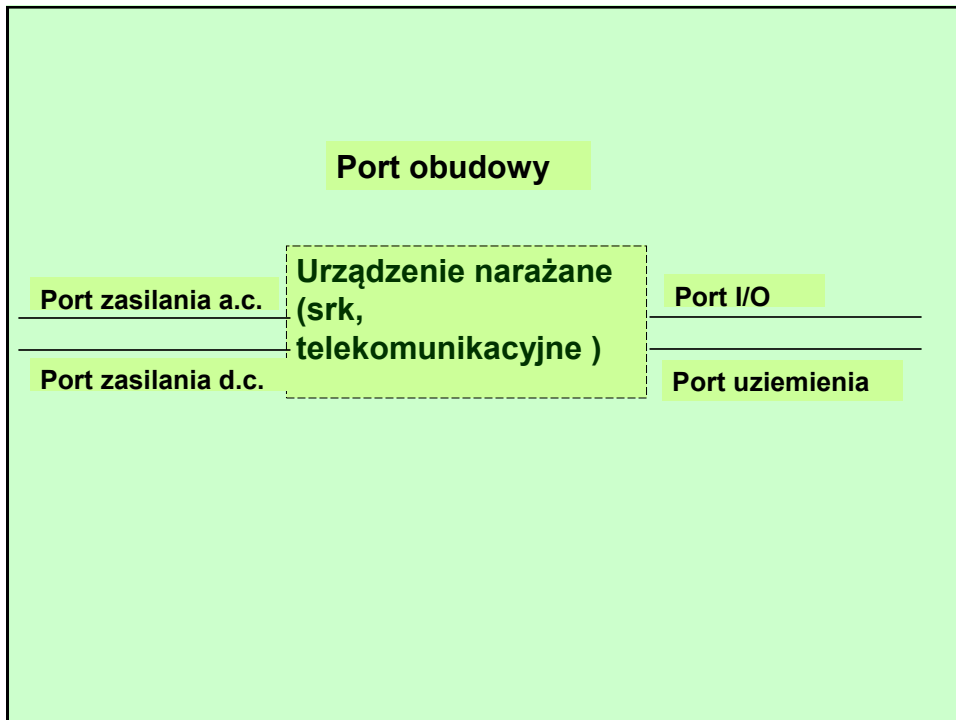 Port obudowy
Port zasilania a.c.
Port zasilania d.c.
Urządzenie narażane
(srk,
telekomunikacyjne )
Port I/O
Port uziemienia